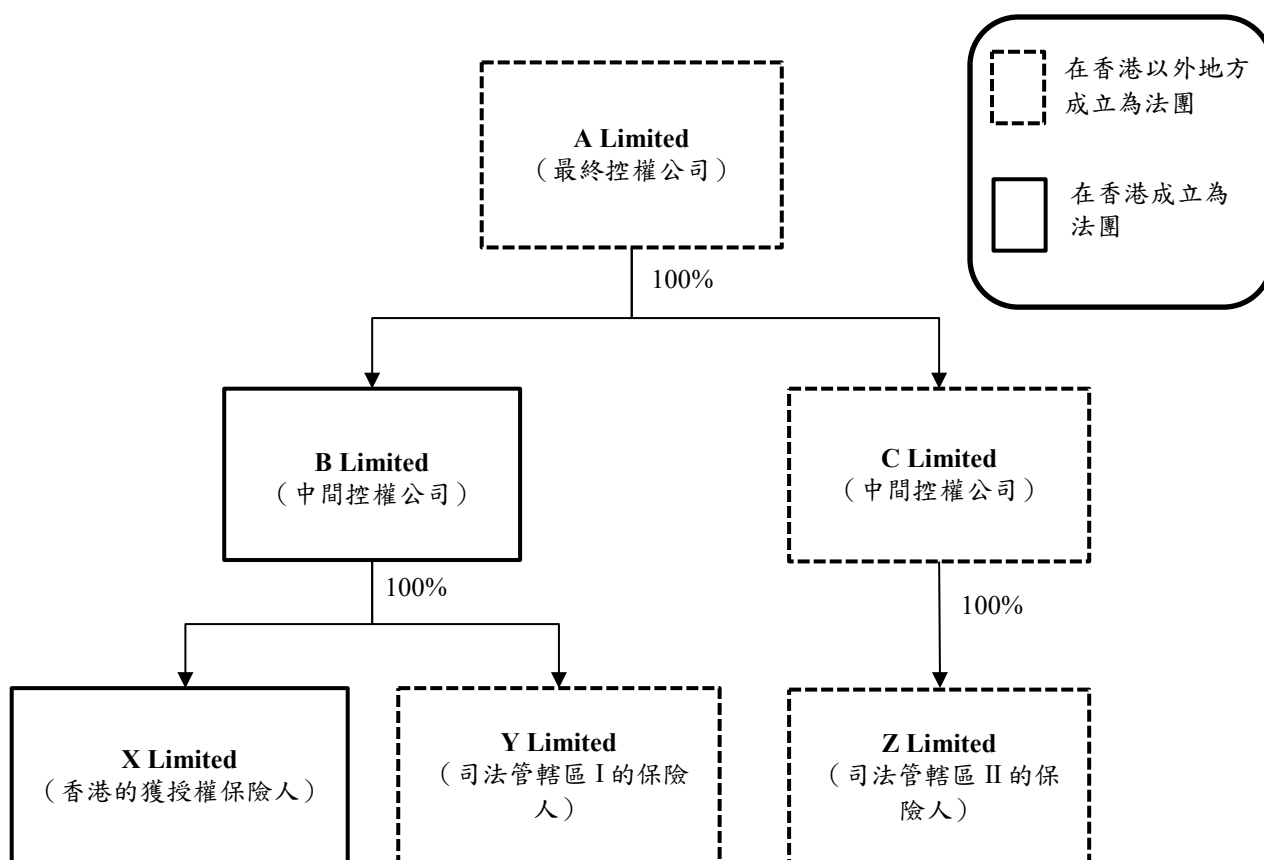 在香港以外地方
成立為法團
A Limited
（最終控權公司）
在香港成立為
法團
100%
B Limited
（中間控權公司）
C Limited
（中間控權公司）
100%
100%
X Limited
（香港的獲授權保險人）
Y Limited
（司法管轄區 I 的保險
人）
Z Limited
（司法管轄區 II 的保
險人）